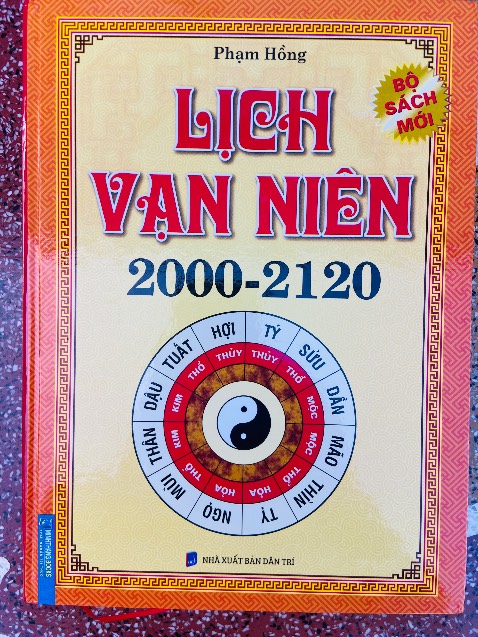 Phạm Hồng
BỘ
SÁCH
MỚI
LỊCH
VẠN NIÊN
2000-2120
TÝ
SỬU
DẦN
MÃO
THÌN
TỴ
NGỌ
MÙI
THÂN
DẬU
TUẤT
HỢI
THỦY
THỔ
MỘC
MỘC
THỔ
HỎA
HỎA
THỔ
KIM
KIM
THỔ
THỦY
NHÀ XUẤT BẢN DÂN TRÍ
MINHTHANGBOOKS